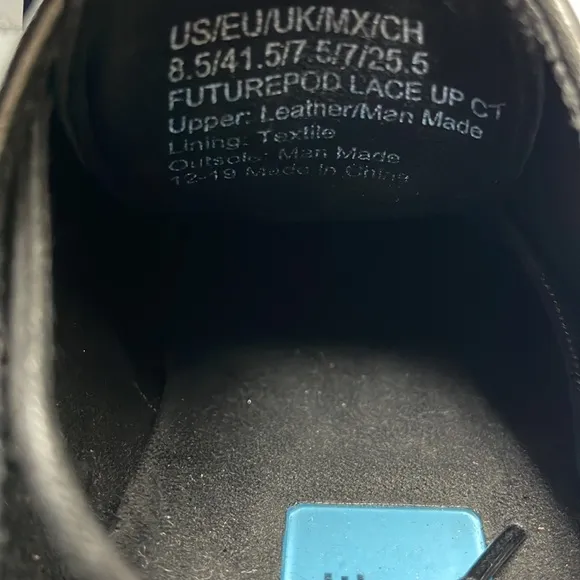 US/EU/UK/MX/CH
8.5/41.5/7.5/7/25.5
FUTUREPOD LACE UP CT
Upper: Leather/Man Made
Lining: Textile
Outsole: Man Made
12-19 Made in China